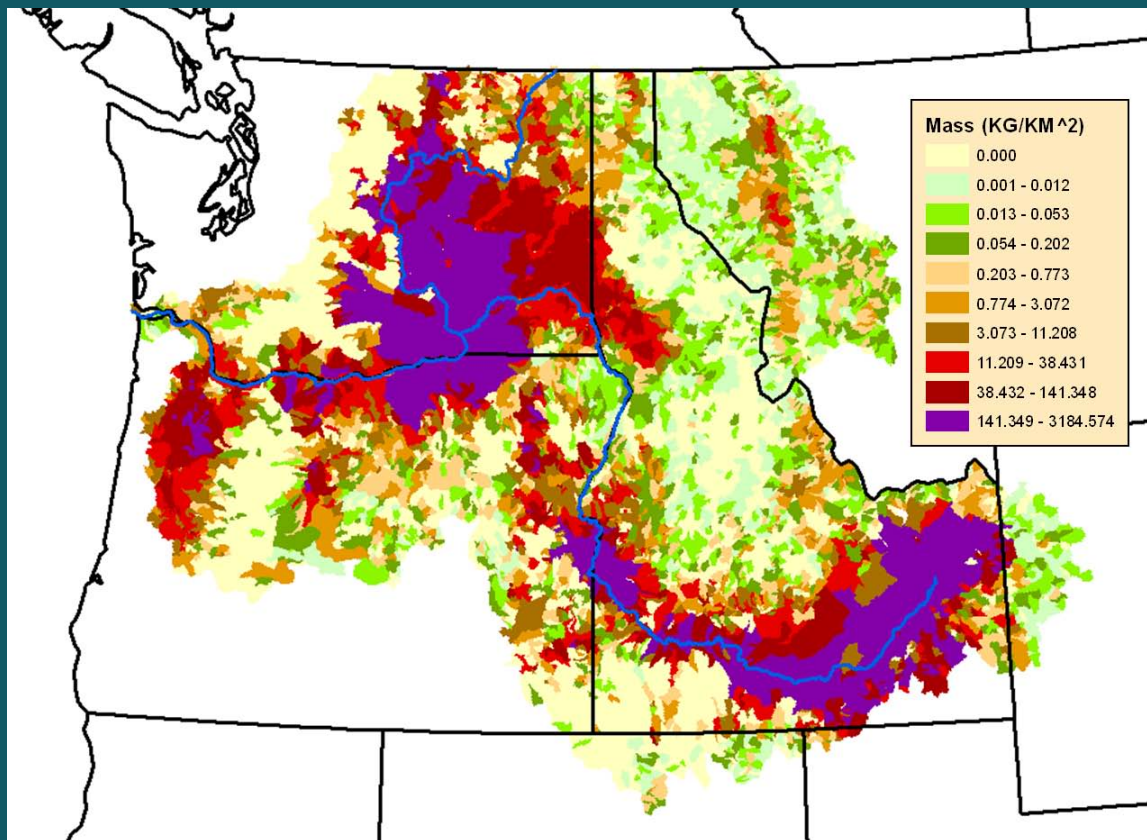 Mass (KG/KM^2)
0.000
0.001 - 0.012
0.013 - 0.053
0.054 - 0.202
0.203 - 0.773
0.774 - 3.072
3.073 - 11.208
11.209 - 38.431
38.432 - 141.348
141.349 - 3184.574